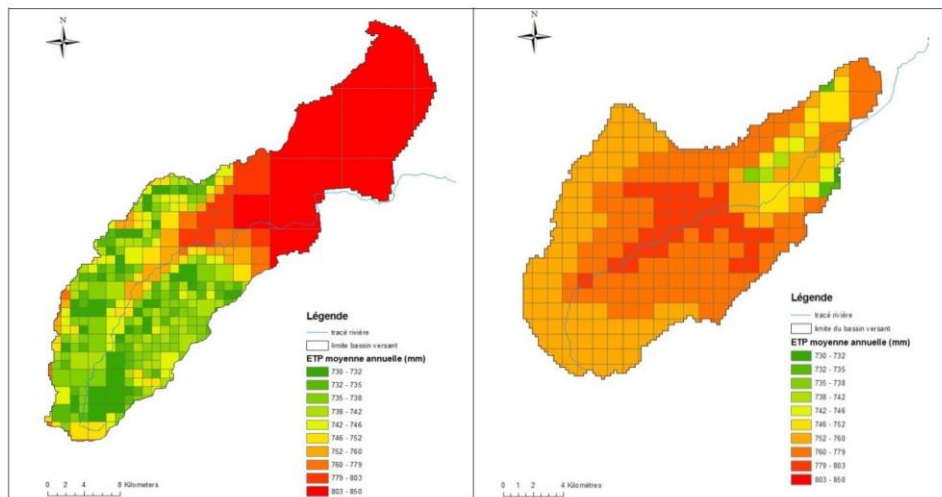 N
Légende
tracé rivière
limite bassin versant
ETP moyenne annuelle (mm)
730 - 732
732 - 735
735 - 738
738 - 742
742 - 746
746 - 752
752 - 760
760 - 779
779 - 803
803 - 850
0 2 4 8 Kilometers
N
Légende
tracé rivière
limite du bassin versant
ETP moyenne annuelle (mm)
730 - 732
732 - 735
735 - 738
738 - 742
742 - 746
746 - 752
752 - 760
760 - 779
779 - 803
803 - 850
0 1 2 4 Kilomètres